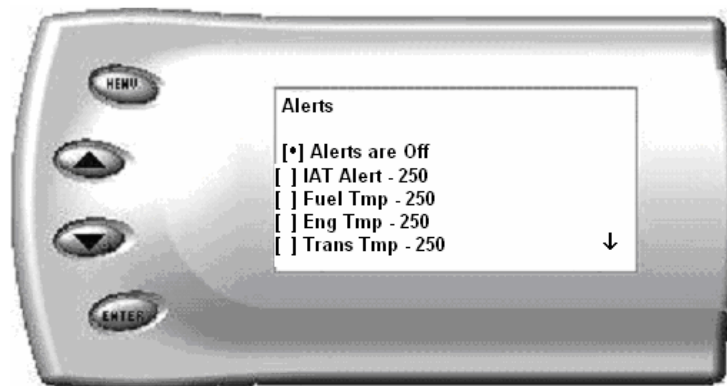 MENU
Alerts
[•] Alerts are Off
[ ] IAT Alert - 250
[ ] Fuel Tmp - 250
[ ] Eng Tmp - 250
[ ] Trans Tmp - 250 ↓
ENTER